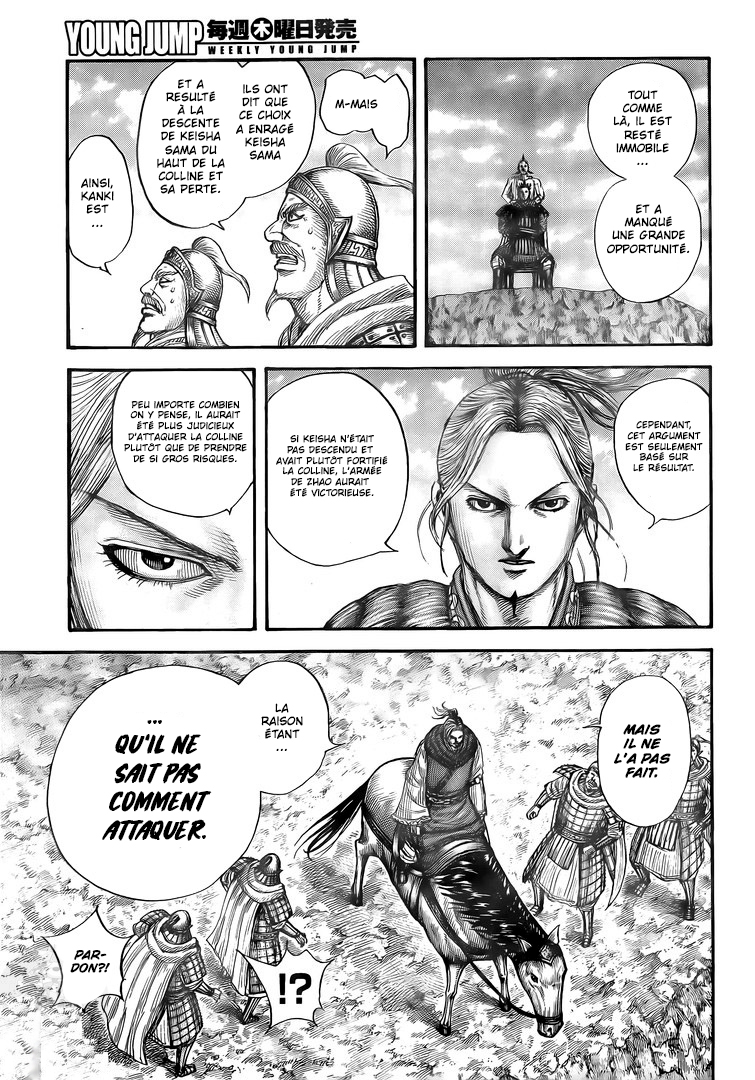 YOUNG JUMP 毎週木曜日発売
WEEKLY YOUNG JUMP
TOUT
COMME
LÀ, IL EST
RESTÉ
IMMOBILE
...
ET A
MANQUÉ
UNE GRANDE
OPPORTUNITÉ.
M-MAIS
ILS ONT
DIT QUE
CE CHOIX
A ENRAGÉ
KEISHA
SAMA
ET A
RESULTÉ
À LA
DESCENTE
DE KEISHA
SAMA DU
HAUT DE LA
COLLINE ET
SA PERTE.
AINSI,
KANKI
EST
...
CEPENDANT,
CET ARGUMENT
EST SEULEMENT
BASÉ SUR
LE RÉSULTAT.
SI KEISHA N'ÉTAIT
PAS DESCENDU ET
AVAIT PLUTÔT FORTIFIÉ
LA COLLINE, L'ARMÉE
DE ZHAO AURAIT
ÉTÉ VICTORIEUSE.
PEU IMPORTE COMBIEN
ON Y PENSE, IL AURAIT
ÉTÉ PLUS JUDICIEUX
D'ATTAQUER LA COLLINE
PLUTÔT QUE DE PRENDRE
DE SI GROS RISQUES.
MAIS
IL NE
L'A PAS
FAIT.
LA
RAISON
ÉTANT
...
...
QU'IL NE
SAIT PAS
COMMENT
ATTAQUER.
!?
PAR-
DON?!